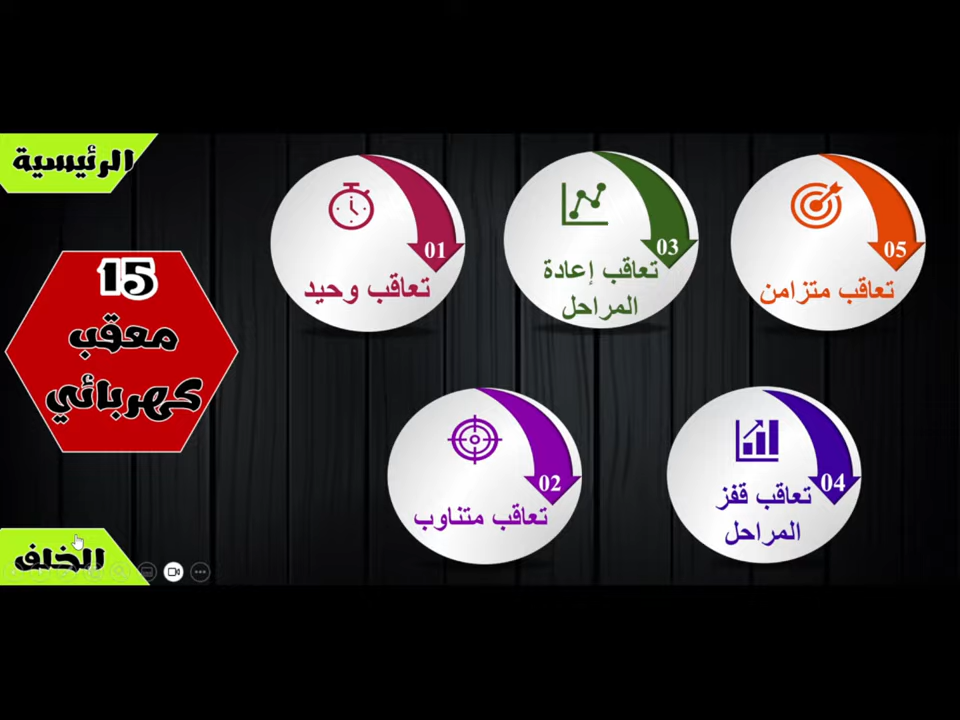 الرئيسية
15
معقب
كهربائي
الخلف
01
تعاقب وحيد
03
تعاقب إعادة
المراحل
05
تعاقب متزامن
02
تعاقب متناوب
04
تعاقب قفز
المراحل